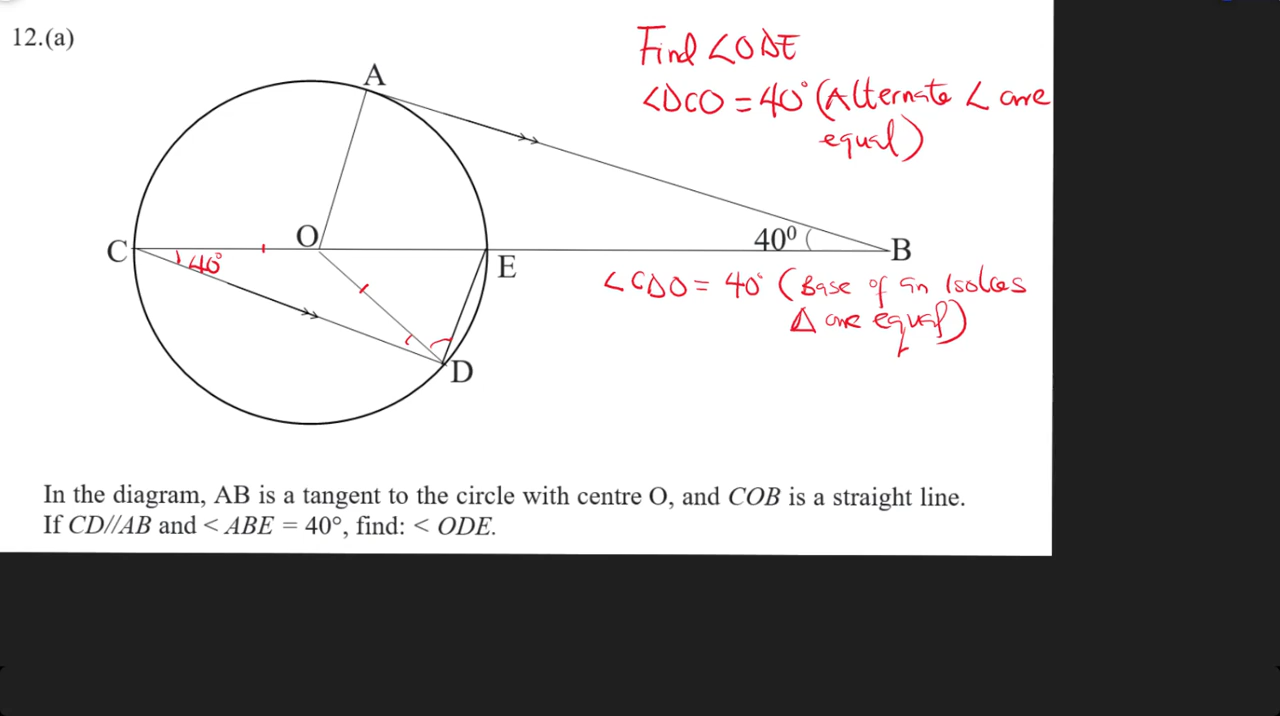 12.(a)
Find ∠ODE
∠DCO = 40° (Alternate ∠ are
equal)
A
C
O
40°
E
D
40⁰
B
∠CDO = 40° (Base of an Isolces
Δ are equal)
In the diagram, AB is a tangent to the circle with centre O, and COB is a straight line.
If CD//AB and < ABE = 40°, find: < ODE.